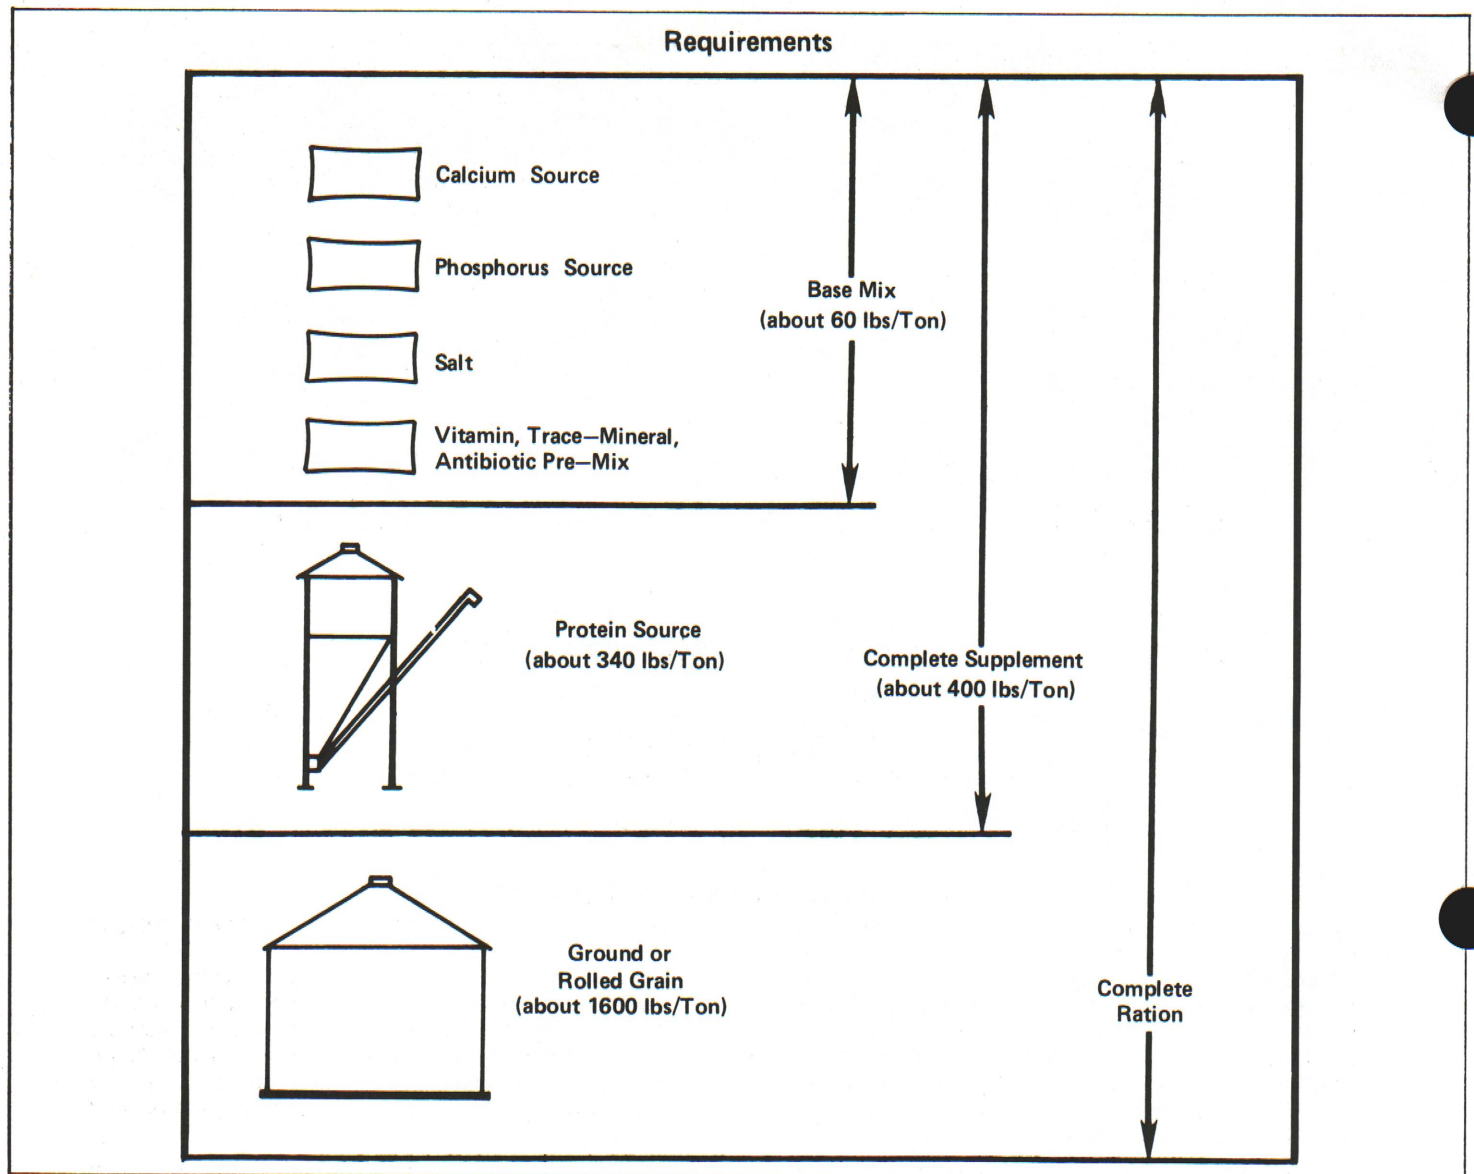 Requirements
Calcium Source
Phosphorus Source
Salt
Vitamin, Trace—Mineral,
Antibiotic Pre—Mix
Base Mix
(about 60 lbs/Ton)
Protein Source
(about 340 lbs/Ton)
Complete Supplement
(about 400 lbs/Ton)
Ground or
Rolled Grain
(about 1600 lbs/Ton)
Complete
Ration